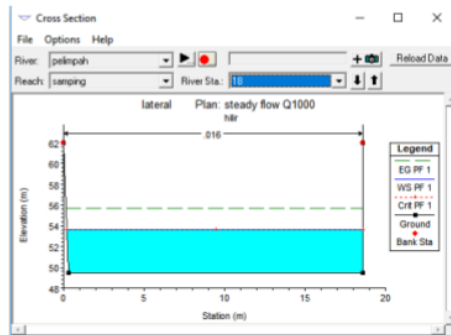 Cross Section
File Options Help
River: pelimpah
Reload Data
Reach: samping River Sta.: 18
lateral Plan: steady flow Q1000
hilir
.016
Elevation (m)
62
60
58
56
54
52
50
48
0 5 10 15 20
Station (m)
Legend
EG PF 1
WS PF 1
Crit PF 1
Ground
Bank Sta